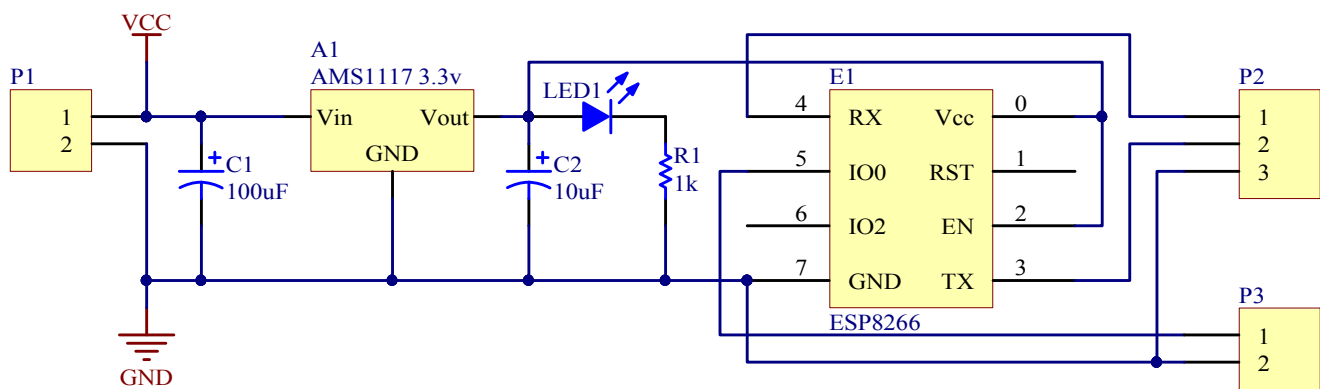 VCC
P1
1
2
+
C1
100uF
A1
AMS1117 3.3v
Vin
Vout
GND
LED1
+
C2
10uF
R1
1k
GND
E1
4
RX
Vcc
0
5
IO0
RST
1
6
IO2
EN
2
7
GND
TX
3
ESP8266
P2
1
2
3
P3
1
2